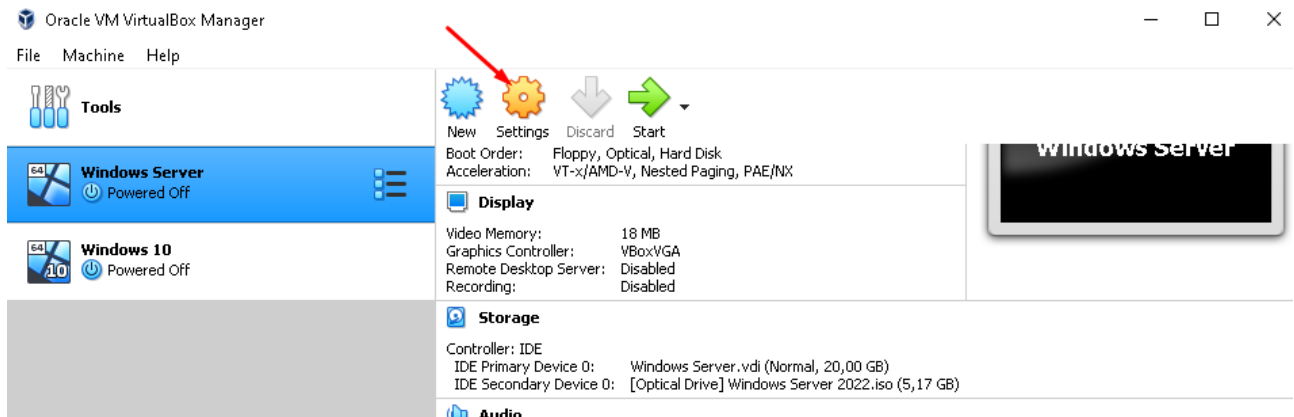 Oracle VM VirtualBox Manager
File Machine Help
Tools
64
Windows Server
Powered Off
64
10
Windows 10
Powered Off
New Settings Discard Start
Boot Order: Floppy, Optical, Hard Disk
Acceleration: VT-x/AMD-V, Nested Paging, PAE/NX
Windows Server
Display
Video Memory: 18 MB
Graphics Controller: VBoxVGA
Remote Desktop Server: Disabled
Recording: Disabled
Storage
Controller: IDE
IDE Primary Device 0: Windows Server.vdi (Normal, 20,00 GB)
IDE Secondary Device 0: [Optical Drive] Windows Server 2022.iso (5,17 GB)
Audio